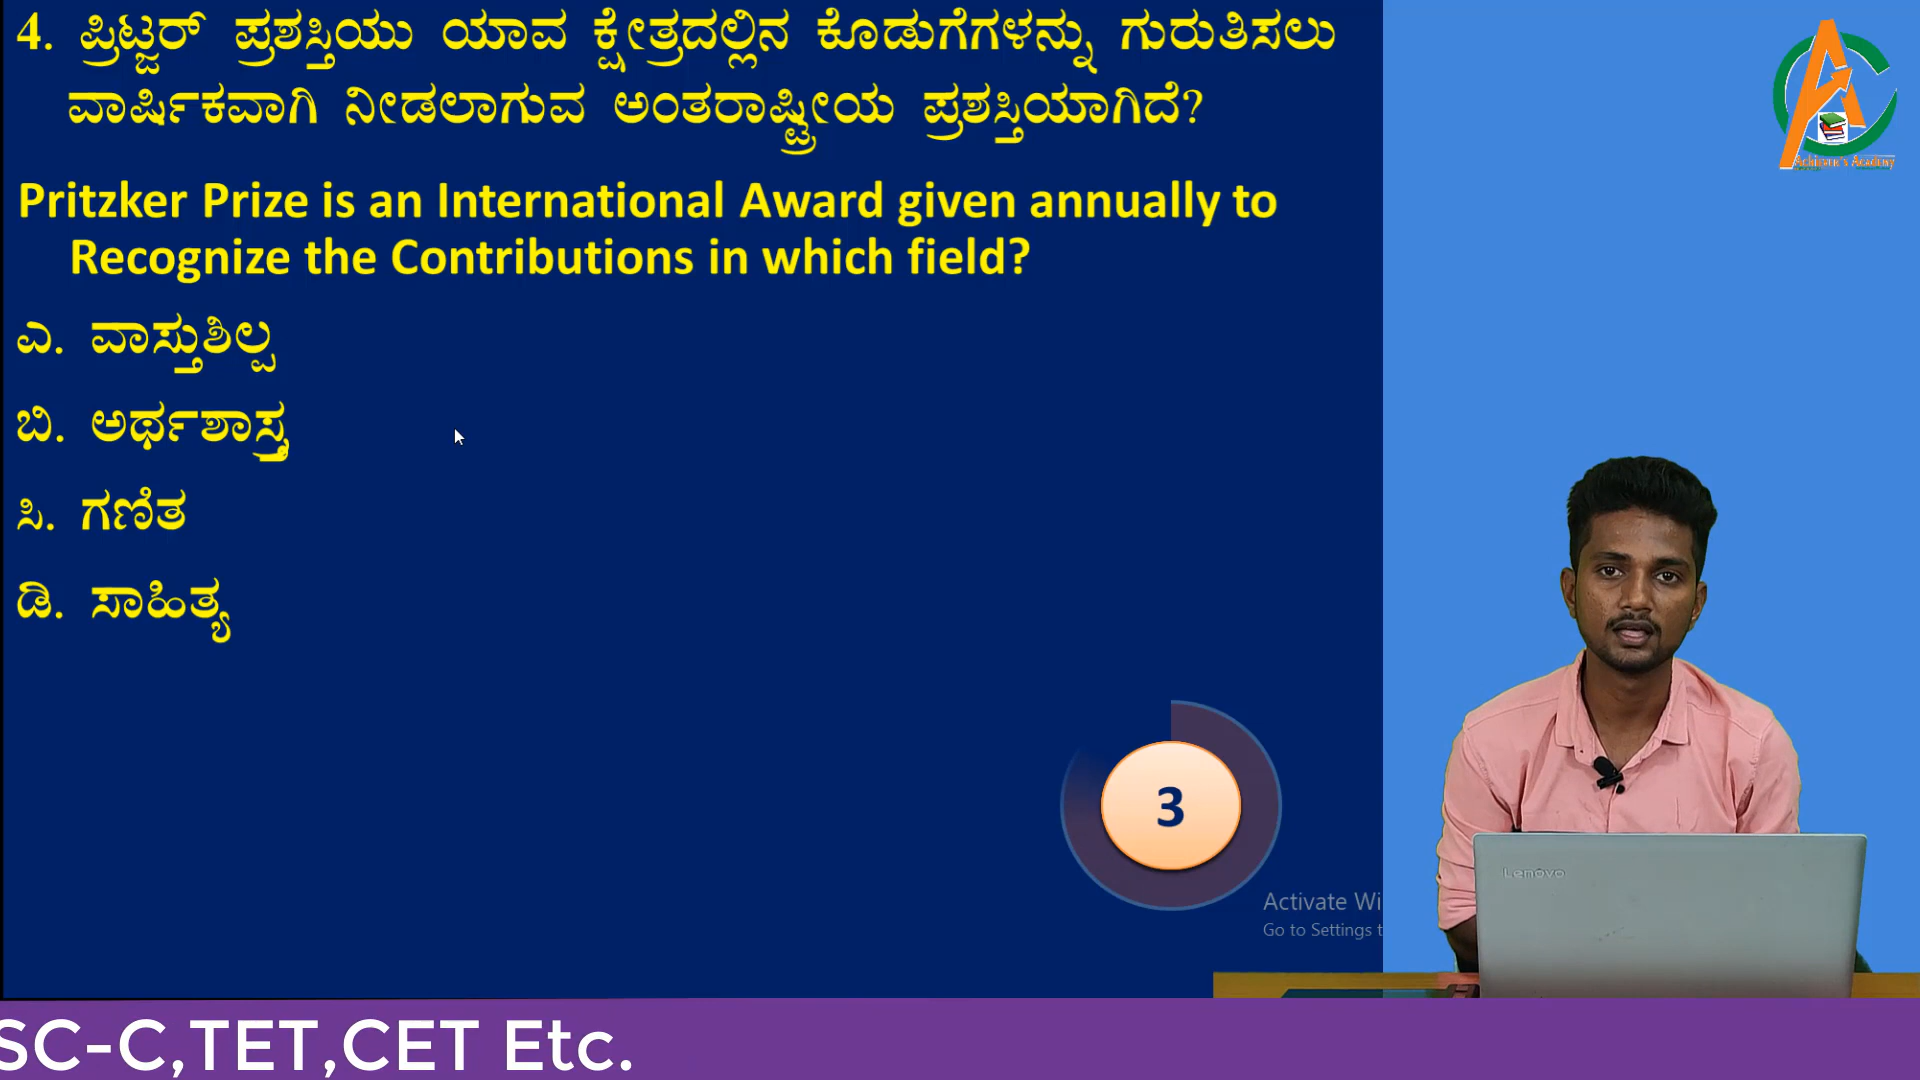 4. ಪ್ರಿಟ್ಜರ್ ಪ್ರಶಸ್ತಿಯು ಯಾವ ಕ್ಷೇತ್ರದಲ್ಲಿನ ಕೊಡುಗೆಗಳನ್ನು ಗುರುತಿಸಲು
ವಾರ್ಷಿಕವಾಗಿ ನೀಡಲಾಗುವ ಅಂತರಾಷ್ಟ್ರೀಯ ಪ್ರಶಸ್ತಿಯಾಗಿದೆ?
Pritzker Prize is an International Award given annually to
Recognize the Contributions in which field?
ಎ. ವಾಸ್ತುಶಿಲ್ಪ
ಬಿ. ಅರ್ಥಶಾಸ್ತ್ರ
ಸಿ. ಗಣಿತ
ಡಿ. ಸಾಹಿತ್ಯ
3
Activate Wi
Go to Settings t
Achiever's Academy
Lenovo
SC-C,TET,CET Etc.